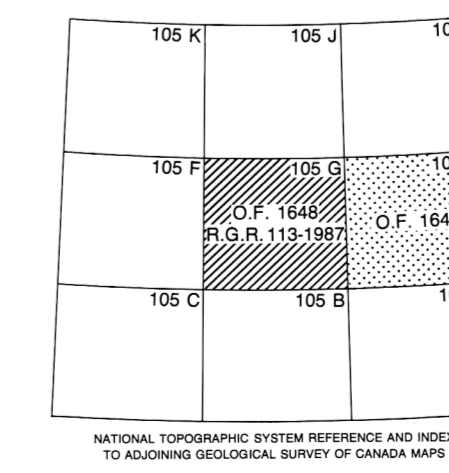 105 K
105 J
105 F
105 G
O.F. 1648
R.G.R. 113-1987
O.F.
105 C
105 B
NATIONAL TOPOGRAPHIC SYSTEM REFERENCE AND INDEX
TO ADJOINING GEOLOGICAL SURVEY OF CANADA MAPS